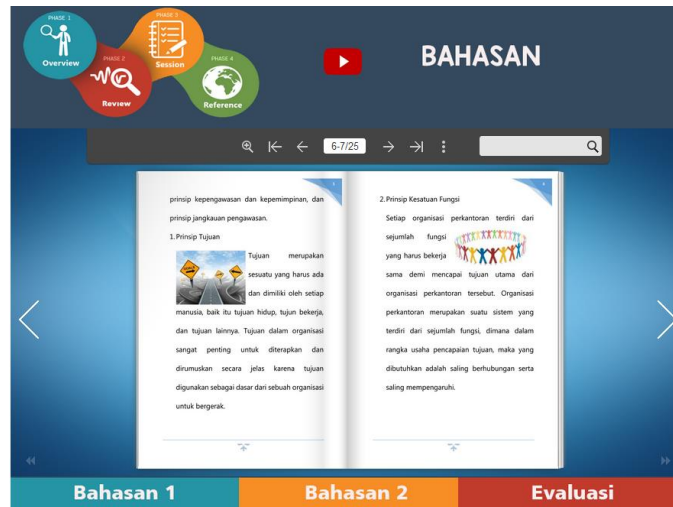 PHASE 1
Overview
PHASE 2
Review
PHASE 3
Session
PHASE 4
Reference
BAHASAN
6-7/25
prinsip kepengawasan dan kepemimpinan, dan
prinsip jangkauan pengawasan.
1.Prinsip Tujuan
Tujuan merupakan
sesuatu yang harus ada
dan dimiliki oleh setiap
manusia, baik itu tujuan hidup, tujun bekerja,
dan tujuan lainnya. Tujuan dalam organisasi
sangat penting untuk diterapkan dan
dirumuskan secara jelas karena tujuan
digunakan sebagai dasar dari sebuah organisasi
untuk bergerak.
2.Prinsip Kesatuan Fungsi
Setiap organisasi perkantoran terdiri dari
sejumlah fungsi
yang harus bekerja
sama demi mencapai tujuan utama dari
organisasi perkantoran tersebut. Organisasi
perkantoran merupakan suatu sistem yang
terdiri dari sejumlah fungsi, dimana dalam
rangka usaha pencapaian tujuan, maka yang
dibutuhkan adalah saling berhubungan serta
saling mempengaruhi.
Bahasan 1
Bahasan 2
Evaluasi